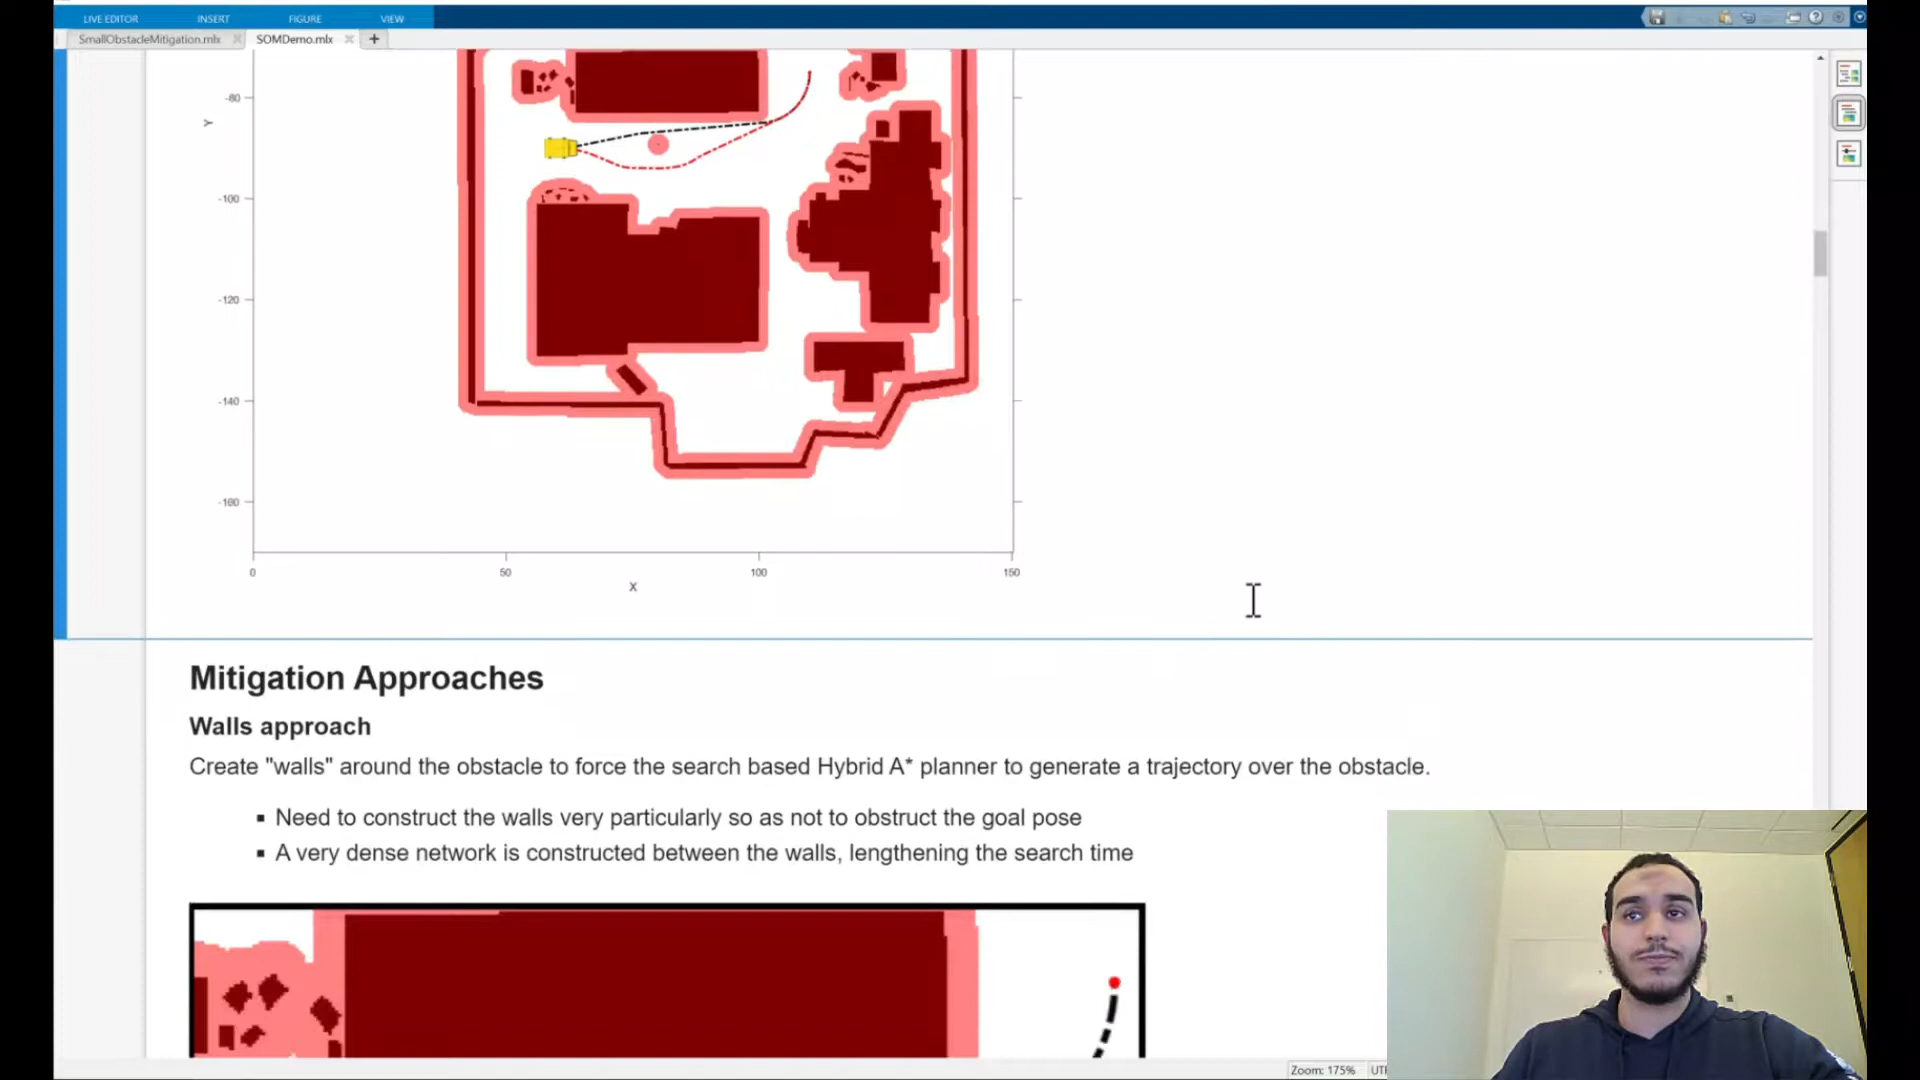 LIVE EDITOR INSERT FIGURE VIEW
SmallObstacleMitigation.mlx SOMDemo.mlx
-80
Y
-100
-120
-140
-160
0 50 100 150
X
Mitigation Approaches
Walls approach
Create "walls" around the obstacle to force the search based Hybrid A* planner to generate a trajectory over the obstacle.
▪ Need to construct the walls very particularly so as not to obstruct the goal pose
▪ A very dense network is constructed between the walls, lengthening the search time
Zoom: 175%